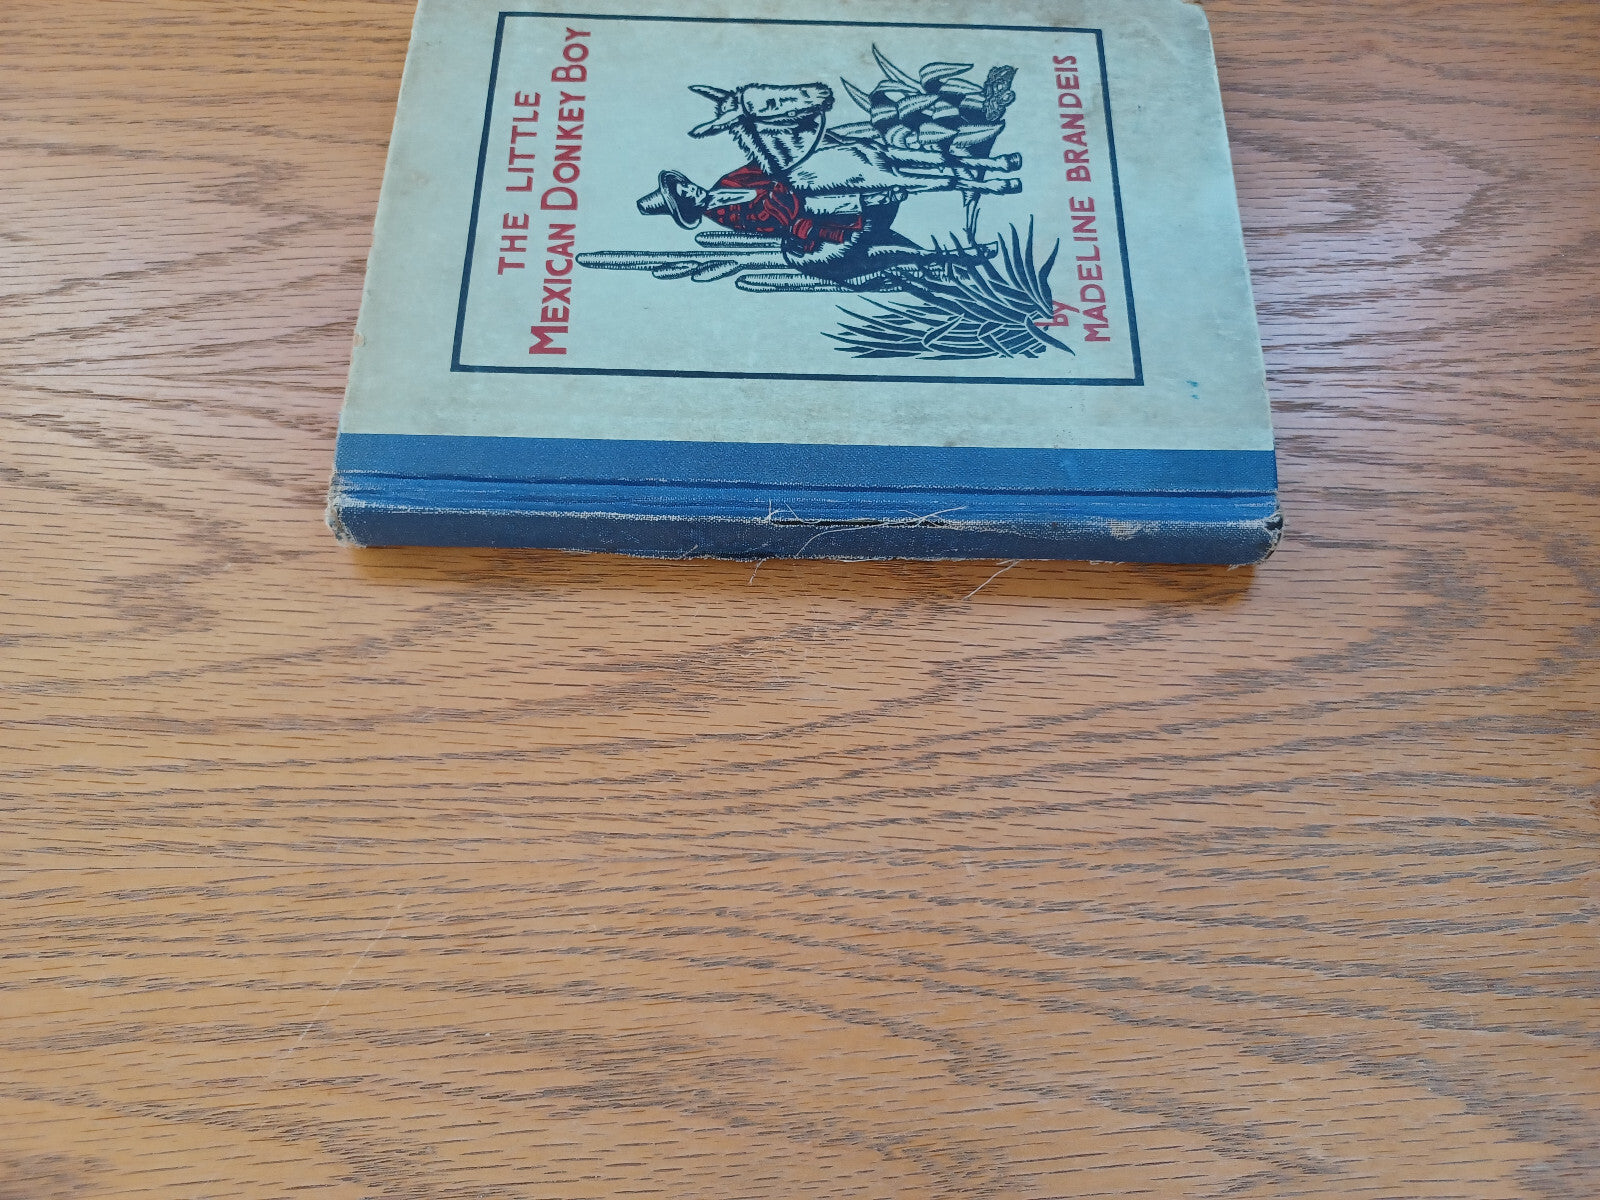 THE LITTLE
MEXICAN DONKEY BOY
by
MADELINE BRANDEIS